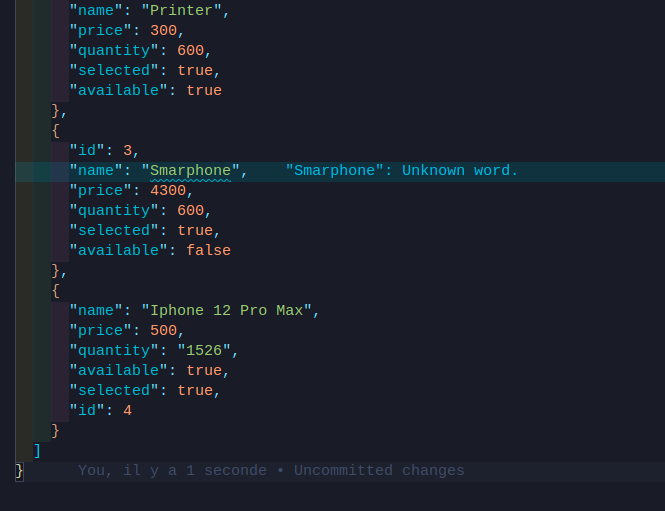 "name": "Printer",
"price": 300,
"quantity": 600,
"selected": true,
"available": true
},
{
"id": 3,
"name": "Smarphone",    "Smarphone": Unknown word.
"price": 4300,
"quantity": 600,
"selected": true,
"available": false
},
{
"name": "Iphone 12 Pro Max",
"price": 500,
"quantity": "1526",
"available": true,
"selected": true,
"id": 4
}
]
}      You, il y a 1 seconde • Uncommitted changes